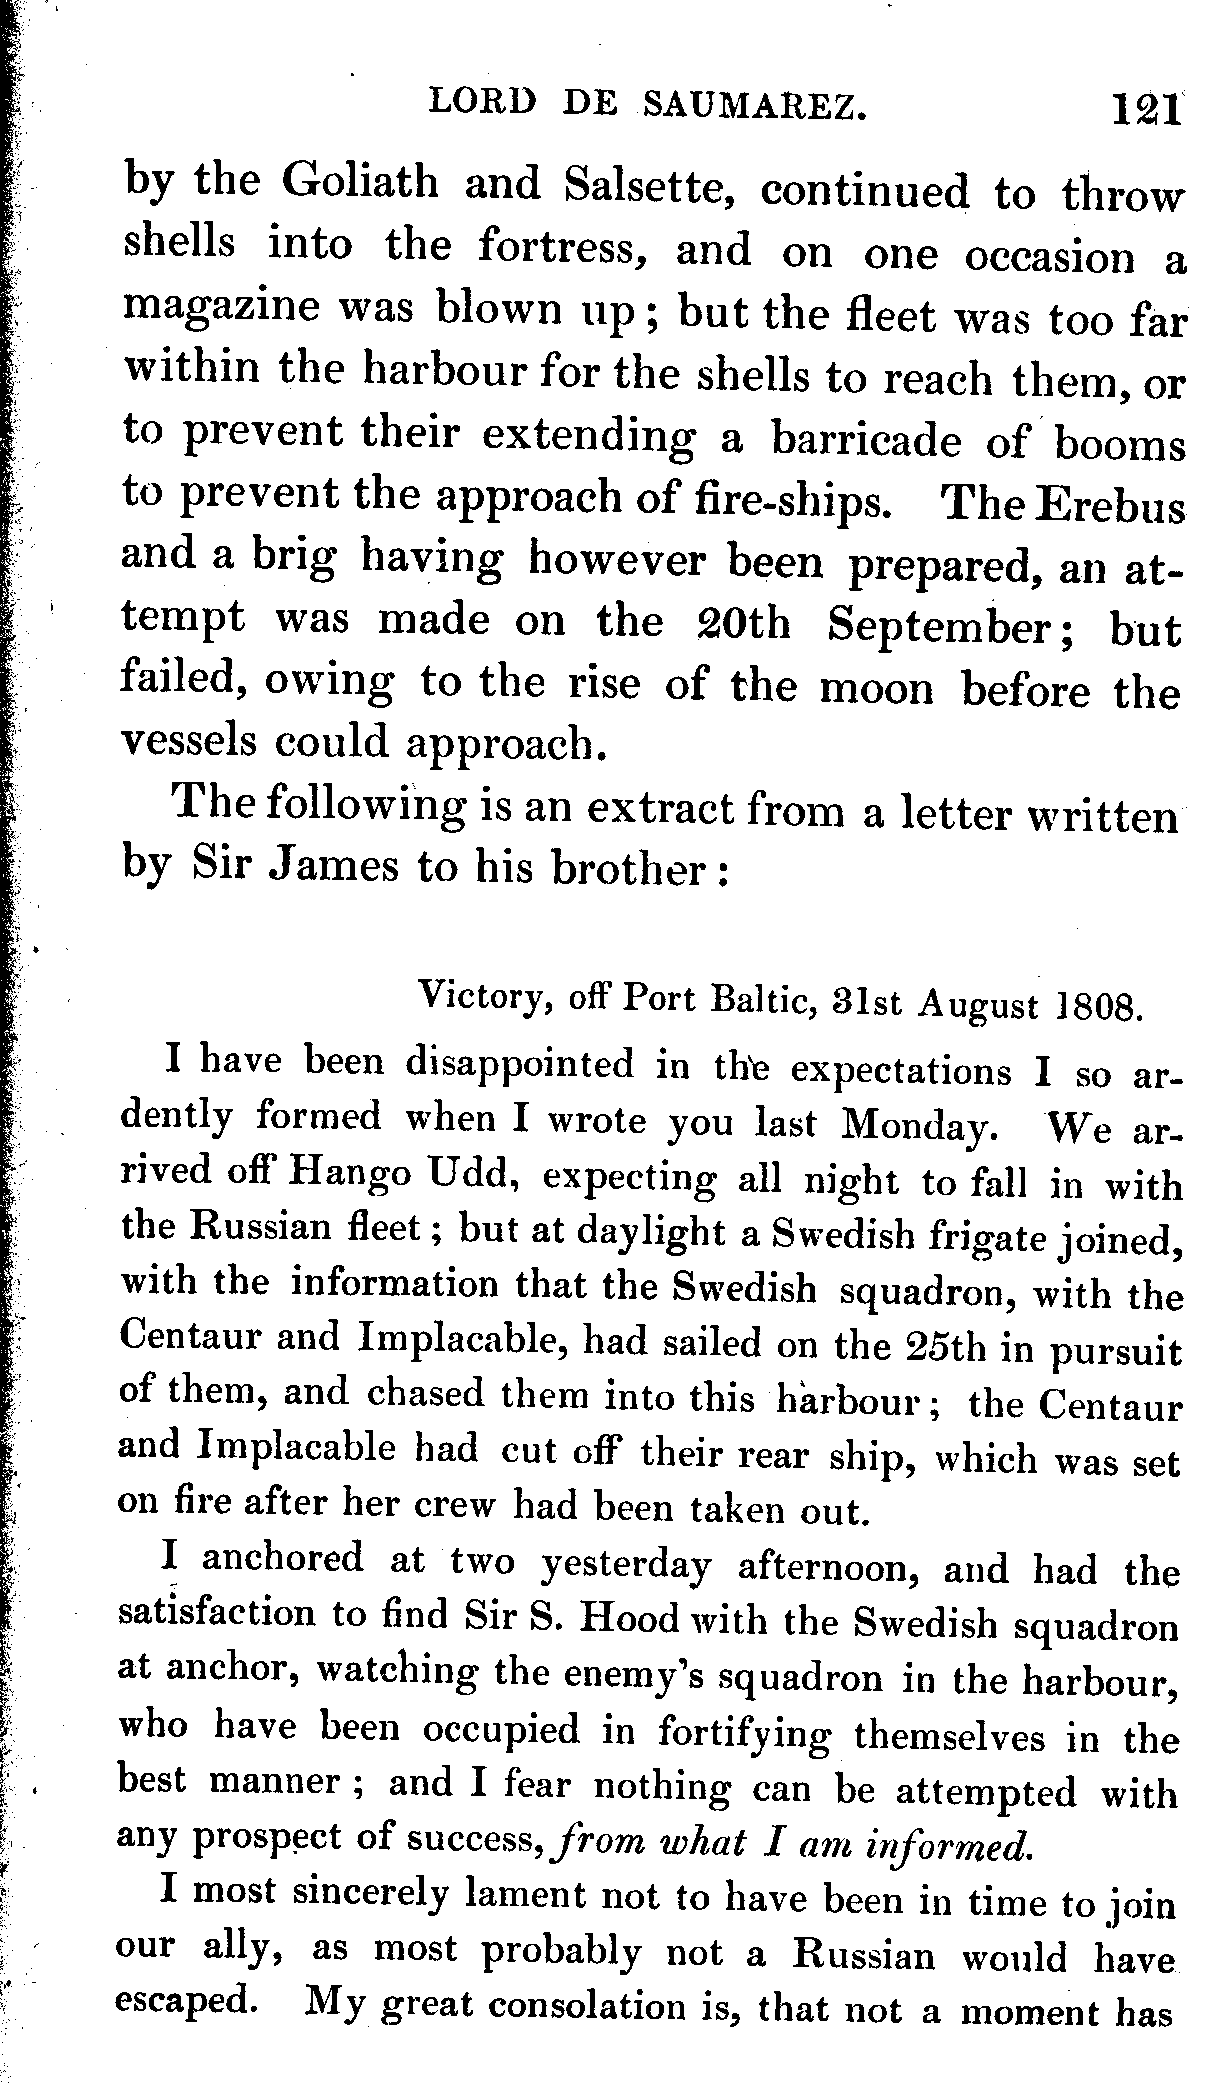 LORD DE SAUMAREZ. 121
by the Goliath and Salsette, continued to throw
shells into the fortress, and on one occasion a
magazine was blown up; but the fleet was too far
within the harbour for the shells to reach them, or
to prevent their extending a barricade of booms
to prevent the approach of fire-ships. The Erebus
and a brig having however been prepared, an at-
tempt was made on the 20th September; but
failed, owing to the rise of the moon before the
vessels could approach.
The following is an extract from a letter written
by Sir James to his brother:
Victory, off Port Baltic, 31st August 1808.
I have been disappointed in the expectations I so ar-
dently formed when I wrote you last Monday. We ar-
rived off Hango Udd, expecting all night to fall in with
the Russian fleet; but at daylight a Swedish frigate joined,
with the information that the Swedish squadron, with the
Centaur and Implacable, had sailed on the 25th in pursuit
of them, and chased them into this harbour; the Centaur
and Implacable had cut off their rear ship, which was set
on fire after her crew had been taken out.
I anchored at two yesterday afternoon, and had the
satisfaction to find Sir S. Hood with the Swedish squadron
at anchor, watching the enemy's squadron in the harbour,
who have been occupied in fortifying themselves in the
best manner; and I fear nothing can be attempted with
any prospect of success, from what I am informed.
I most sincerely lament not to have been in time to join
our ally, as most probably not a Russian would have
escaped. My great consolation is, that not a moment has